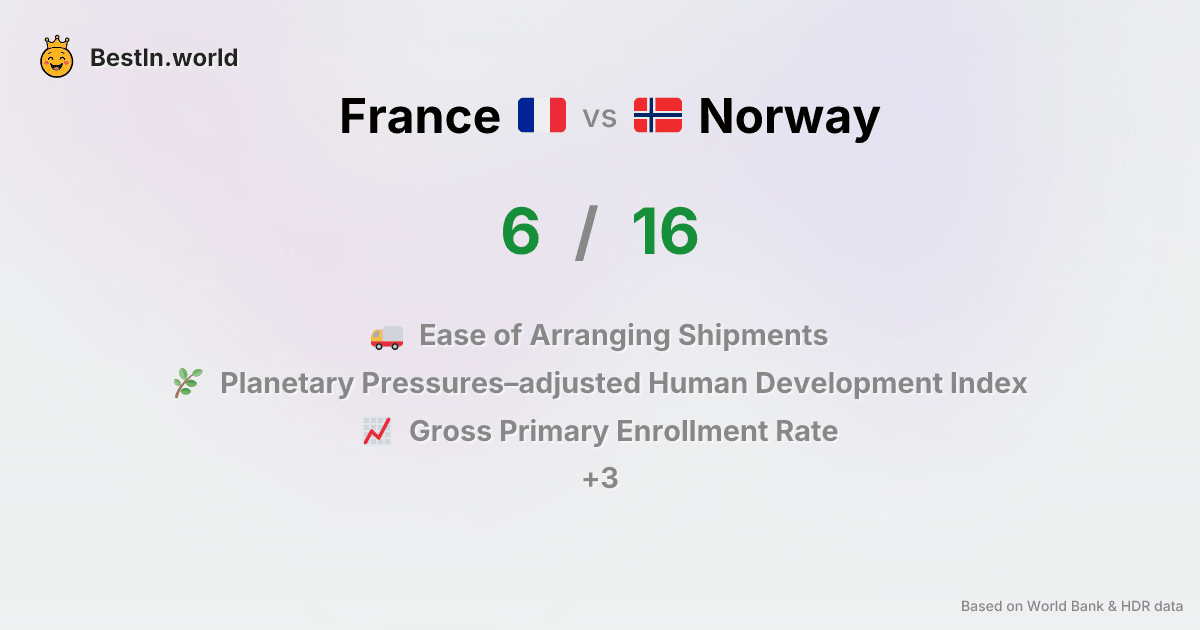 BestIn.world
France vs Norway
6 / 16
Ease of Arranging Shipments
Planetary Pressures–adjusted Human Development Index
Gross Primary Enrollment Rate
+3
Based on World Bank & HDR data